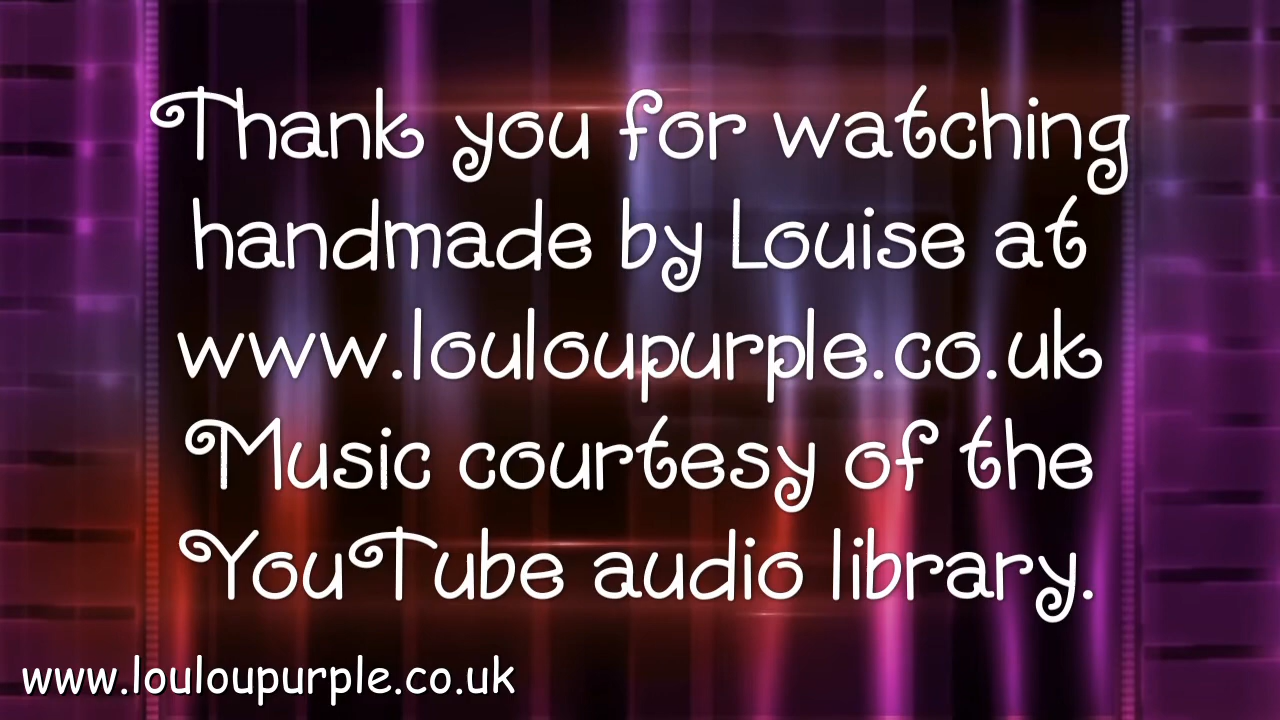 Thank you for watching
handmade by Louise at
www.louloupurple.co.uk
Music courtesy of the
YouTube audio library.
www.louloupurple.co.uk